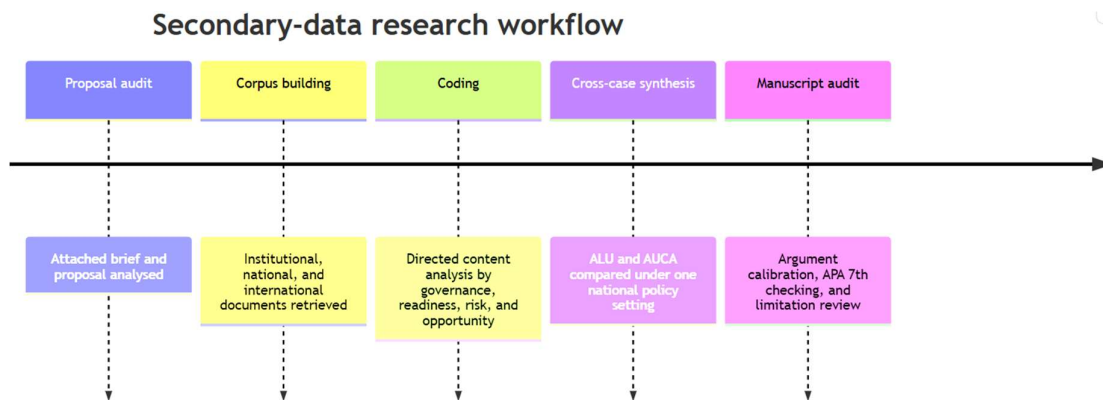 Secondary-data research workflow
Proposal audit
Corpus building
Coding
Cross-case synthesis
Manuscript audit
Attached brief and
proposal analysed
Institutional,
national, and
international
documents retrieved
Directed content
analysis by
governance,
readiness, risk, and
opportunity
ALU and AUCA
compared under one
national policy
setting
Argument
calibration, APA 7th
checking, and
limitation review